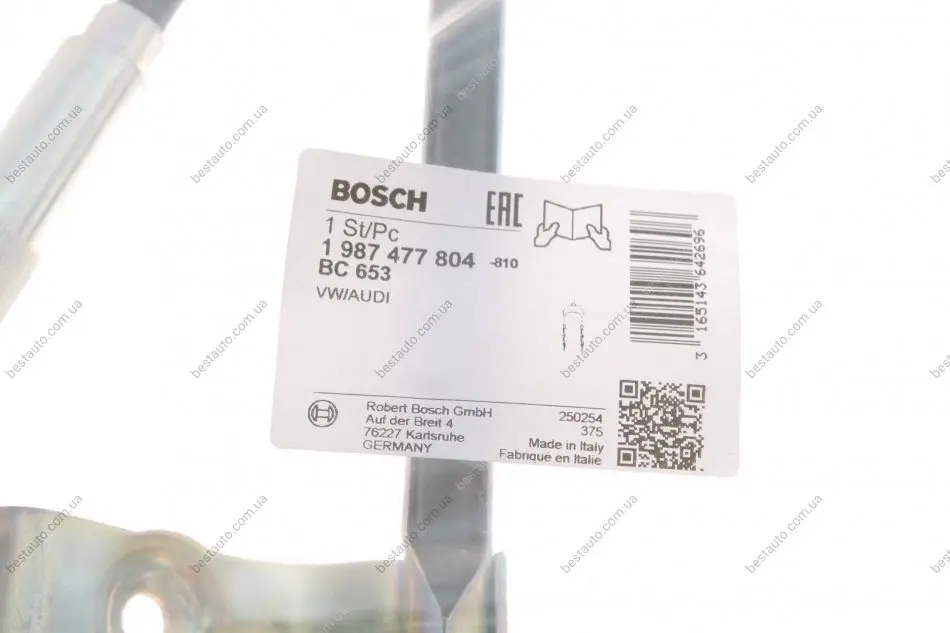 BOSCH
EAC
1 St/Pc
1 987 477 804 -810
BC 653
VW/AUDI
3 165143 642696
Robert Bosch GmbH
Auf der Breit 4
76227 Karlsruhe
GERMANY
250254
375
Made in Italy
Fabriqué en Italie
bestauto.com.ua